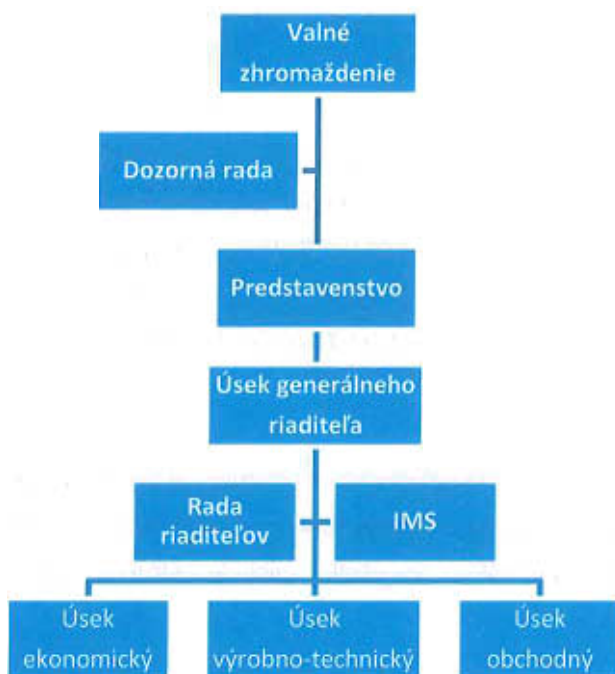 Valné
zhromaždenie
Dozorná rada
Predstavenstvo
Úsek generálneho
riaditeľa
Rada
riaditeľov
IMS
Úsek
ekonomický
Úsek
výrobno-technický
Úsek
obchodný